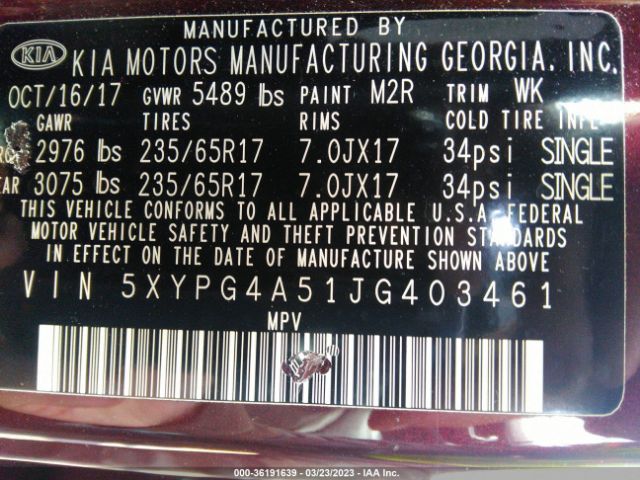 MANUFACTURED BY
KIA KIA MOTORS MANUFACTURING GEORGIA, INC.
OCT/16/17 GVWR 5489 lbs PAINT M2R TRIM WK
GAWR TIRES RIMS COLD TIRE
2976 lbs 235/65R17 7.0JX17 34psi SINGLE
3075 lbs 235/65R17 7.0JX17 34psi SINGLE
THIS VEHICLE CONFORMS TO ALL APPLICABLE U.S.A. FEDERAL
MOTOR VEHICLE SAFETY AND THEFT PREVENTION STANDARDS
IN EFFECT ON THE DATE OF MANUFACTURE SHOWN ABOVE.
VIN 5XYPG4A51JG403461
MPV
000-36191639 - 03/23/2023 - IAA Inc.